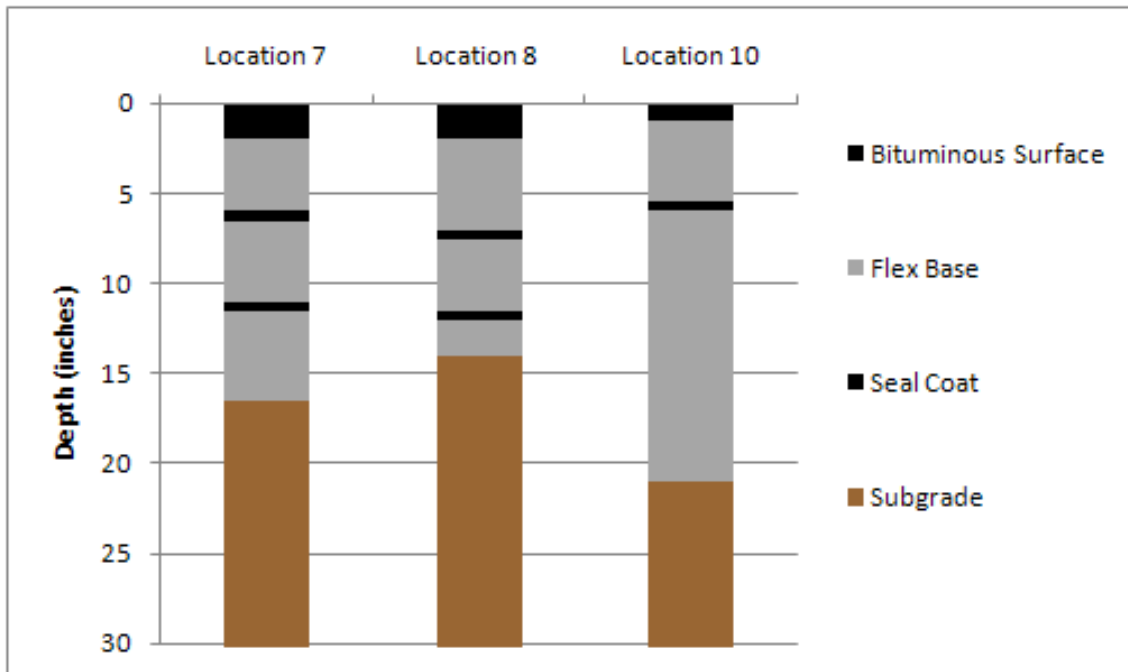 Location 7
Location 8
Location 10
0
5
10
15
20
25
30
Depth (inches)
Bituminous Surface
Flex Base
Seal Coat
Subgrade